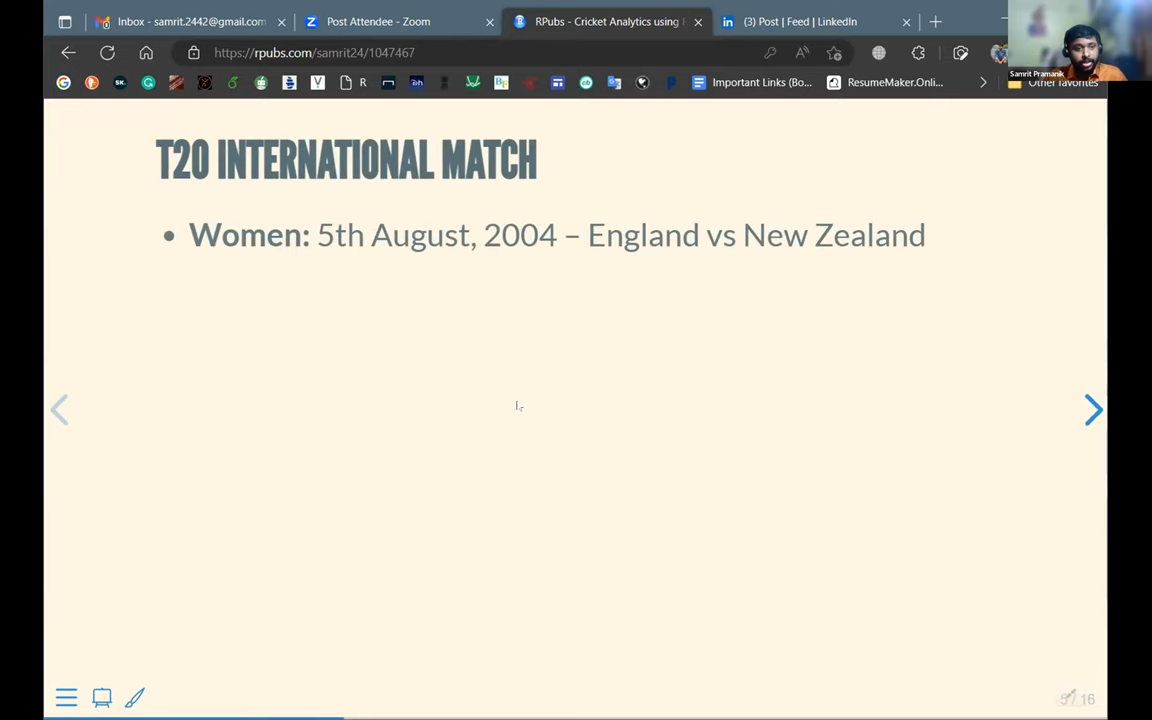 Inbox - samrit.2442@gmail.com
Post Attendee - Zoom
RPubs - Cricket Analytics using
(3) Post | Feed | LinkedIn
https://rpubs.com/samrit24/1047467
R
Important Links (Bo...
ResumeMaker.Onli...
Other favorites
Samrit Pramanik
T20 INTERNATIONAL MATCH
• Women: 5th August, 2004 – England vs New Zealand
/ 16